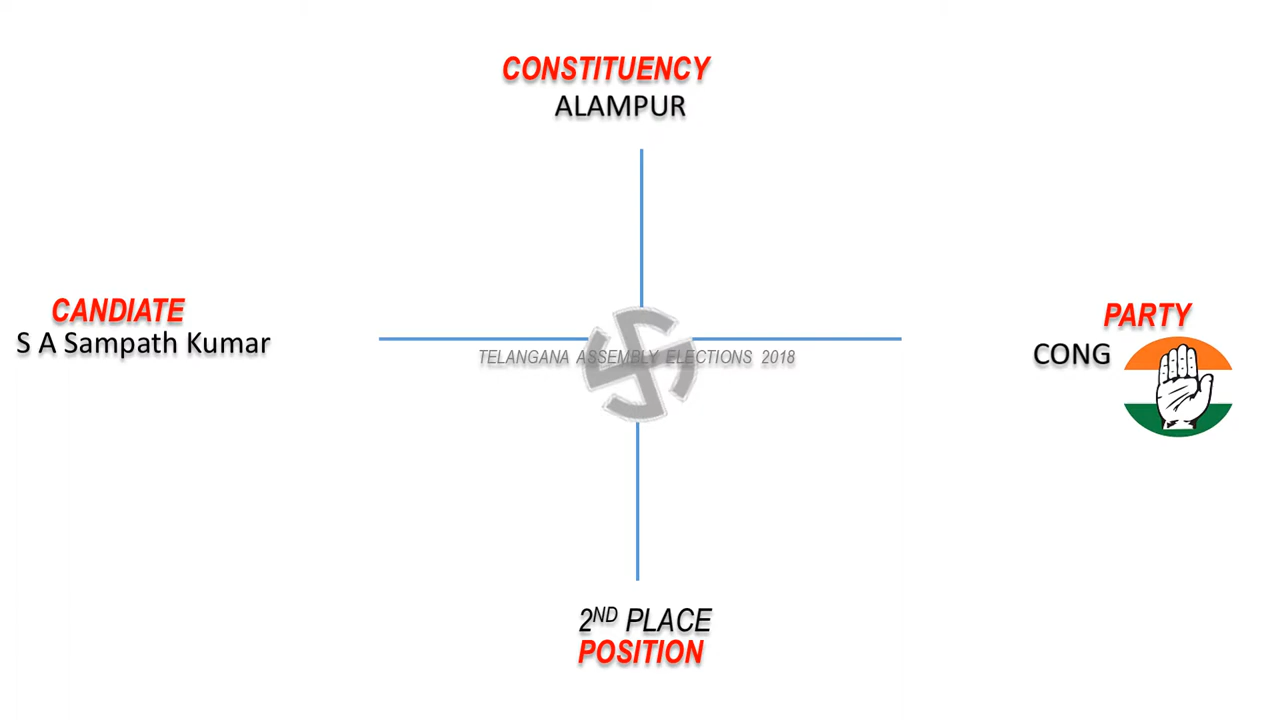 CONSTITUENCY
ALAMPUR
CANDIATE
S A Sampath Kumar
TELANGANA ASSEMBLY ELECTIONS 2018
PARTY
CONG
2ND PLACE
POSITION